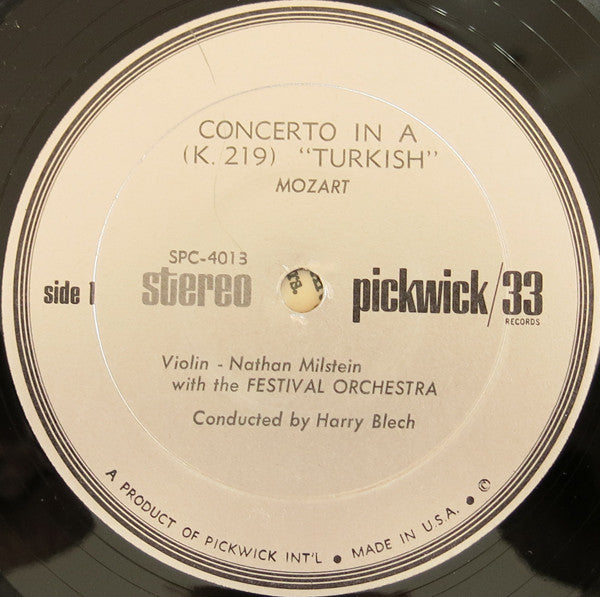 CONCERTO IN A
(K. 219) “TURKISH”
MOZART
SPC-4013
side 1
stereo
pickwick/33
RECORDS
Violin - Nathan Milstein
with the FESTIVAL ORCHESTRA
Conducted by Harry Blech
A PRODUCT OF PICKWICK INT'L • MADE IN U.S.A. • ©